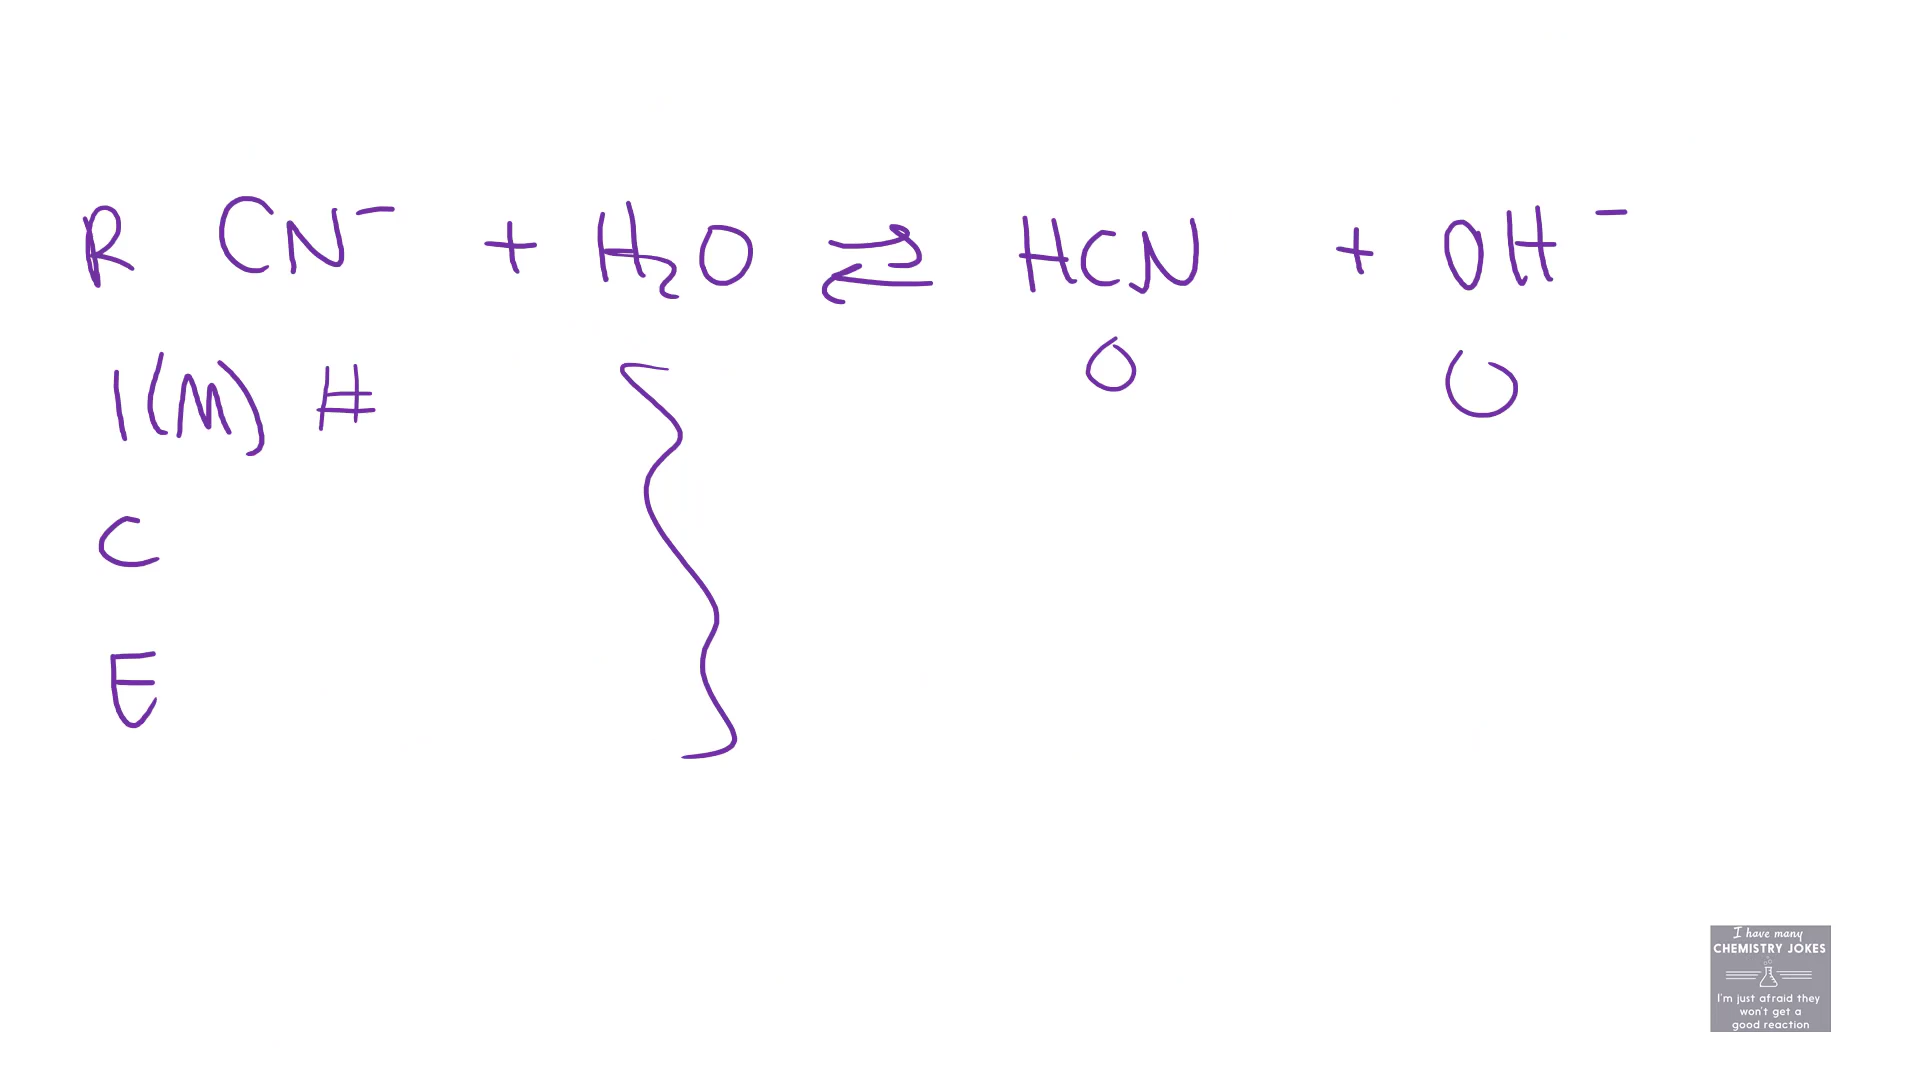 R CN⁻ + H₂O ⇌ HCN + OH⁻
I(M) # 0 0
C
E
I have many
CHEMISTRY JOKES
I'm just afraid they
won't get a
good reaction